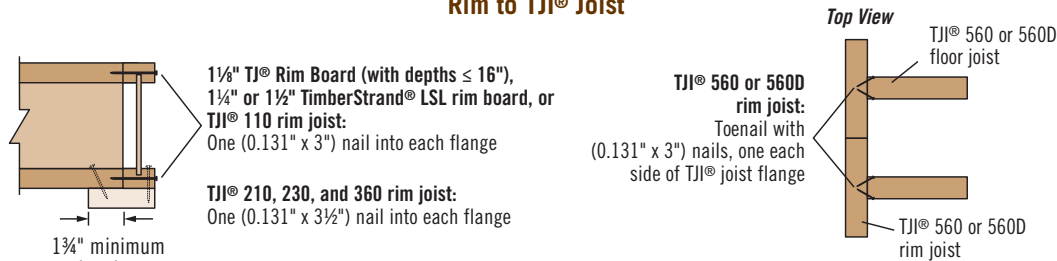 Rim to TJI® Joist
1⅛" TJ® Rim Board (with depths ≤ 16"),
1¼" or 1½" TimberStrand® LSL rim board, or
TJI® 110 rim joist:
One (0.131" x 3") nail into each flange
TJI® 210, 230, and 360 rim joist:
One (0.131" x 3½") nail into each flange
1¾" minimum
Top View
TJI® 560 or 560D
floor joist
TJI® 560 or 560D
rim joist:
Toenail with
(0.131" x 3") nails, one each
side of TJI® joist flange
TJI® 560 or 560D
rim joist